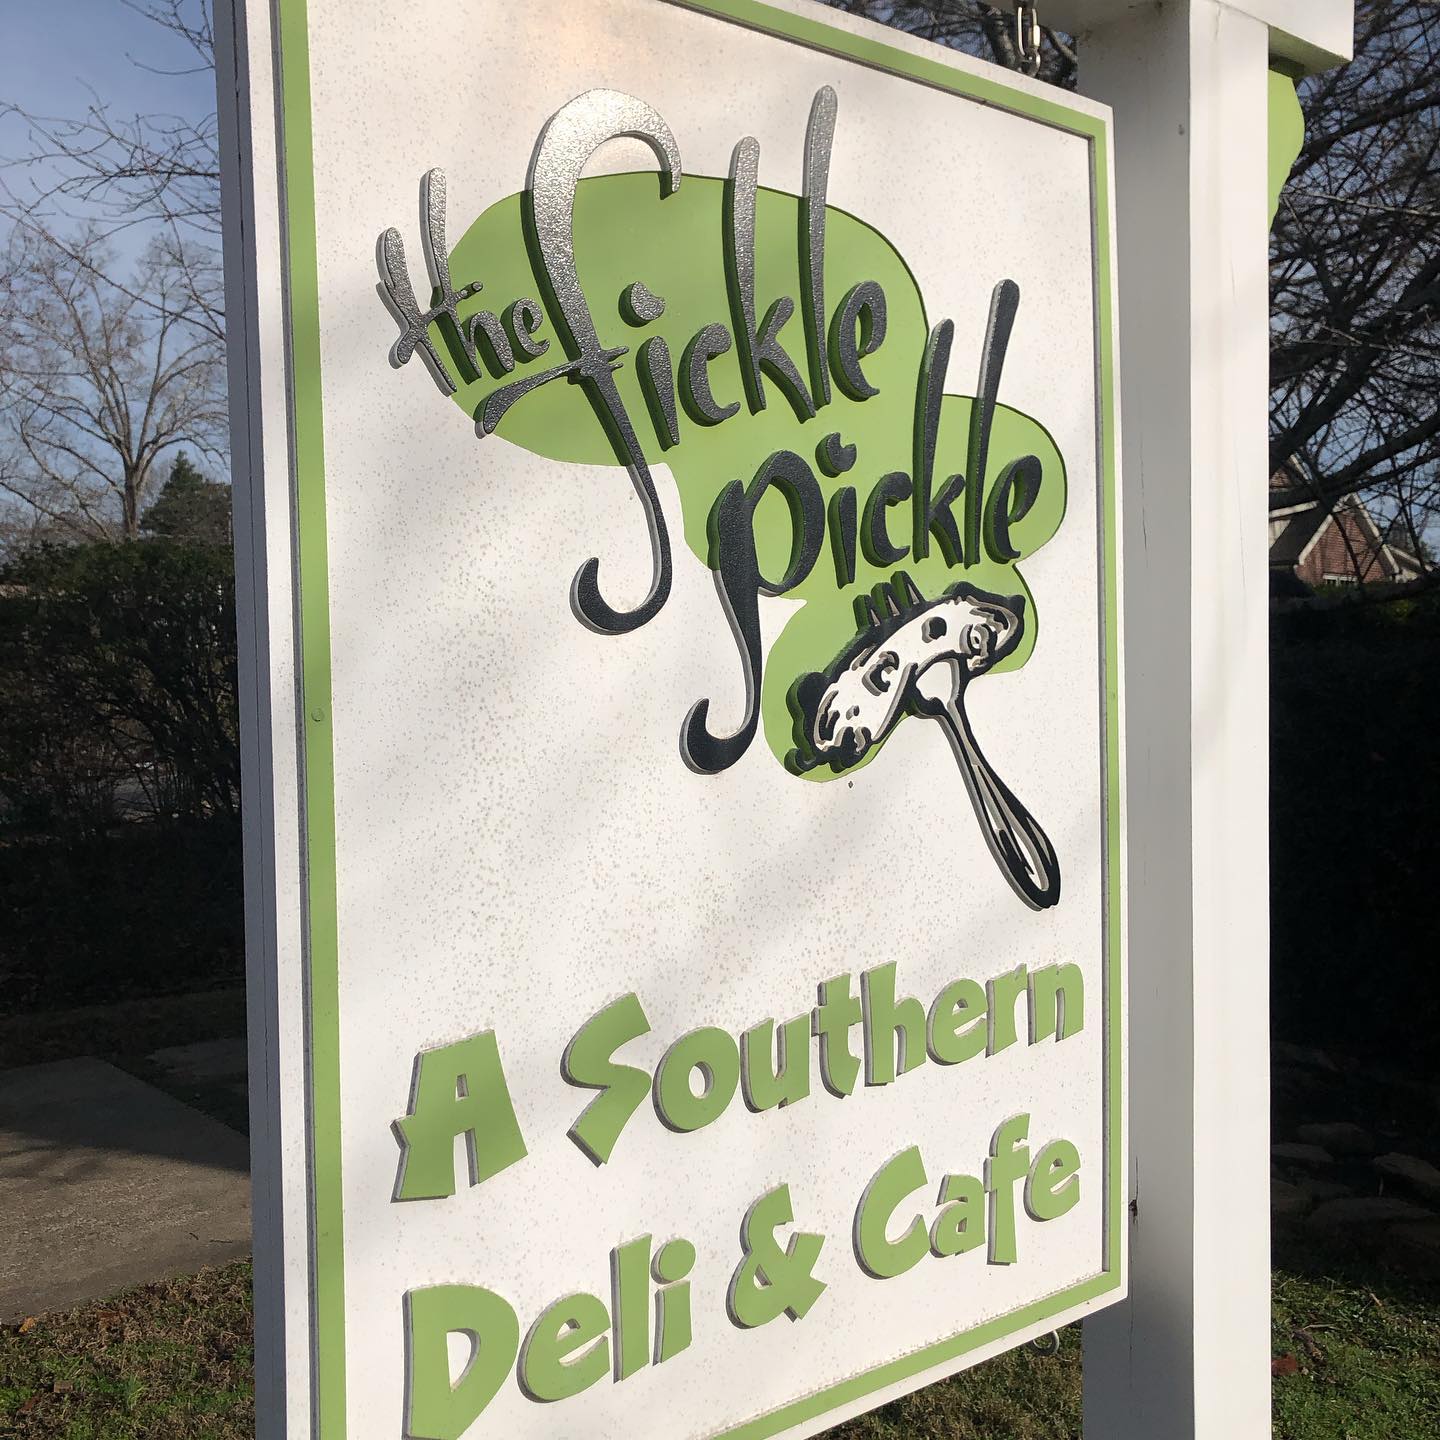 the fickle
pickle
A Southern
Deli & Cafe